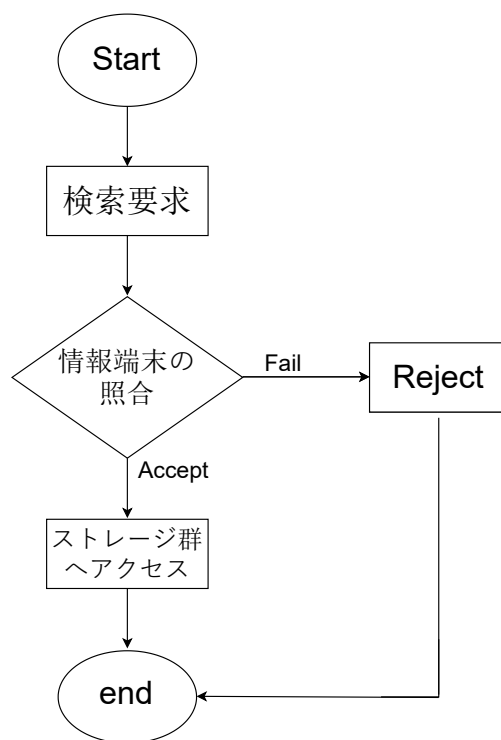 Start
検索要求
情報端末の
照合
Fail
Reject
Accept
ストレージ群
へアクセス
end